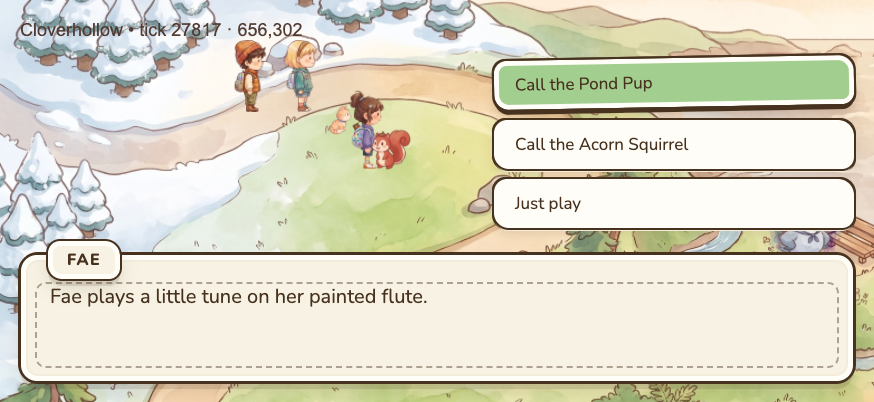 Cloverhollow • tick 27817 · 656,302
Call the Pond Pup
Call the Acorn Squirrel
Just play
FAE
Fae plays a little tune on her painted flute.